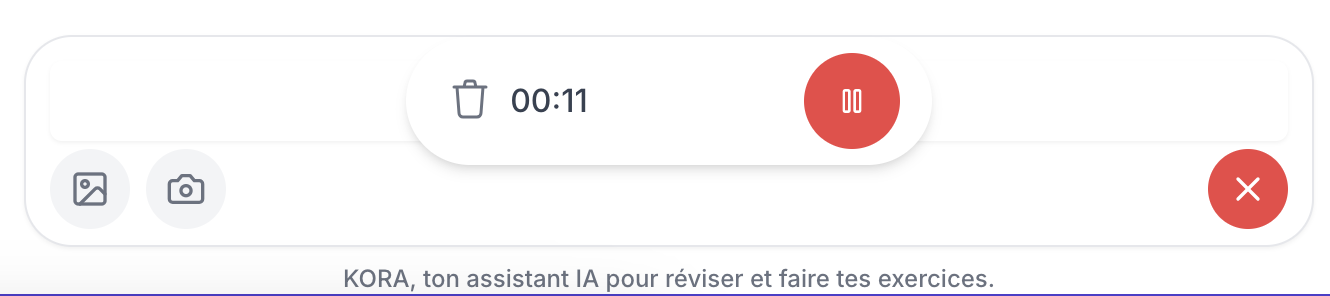 00:11
KORA, ton assistant IA pour réviser et faire tes exercices.